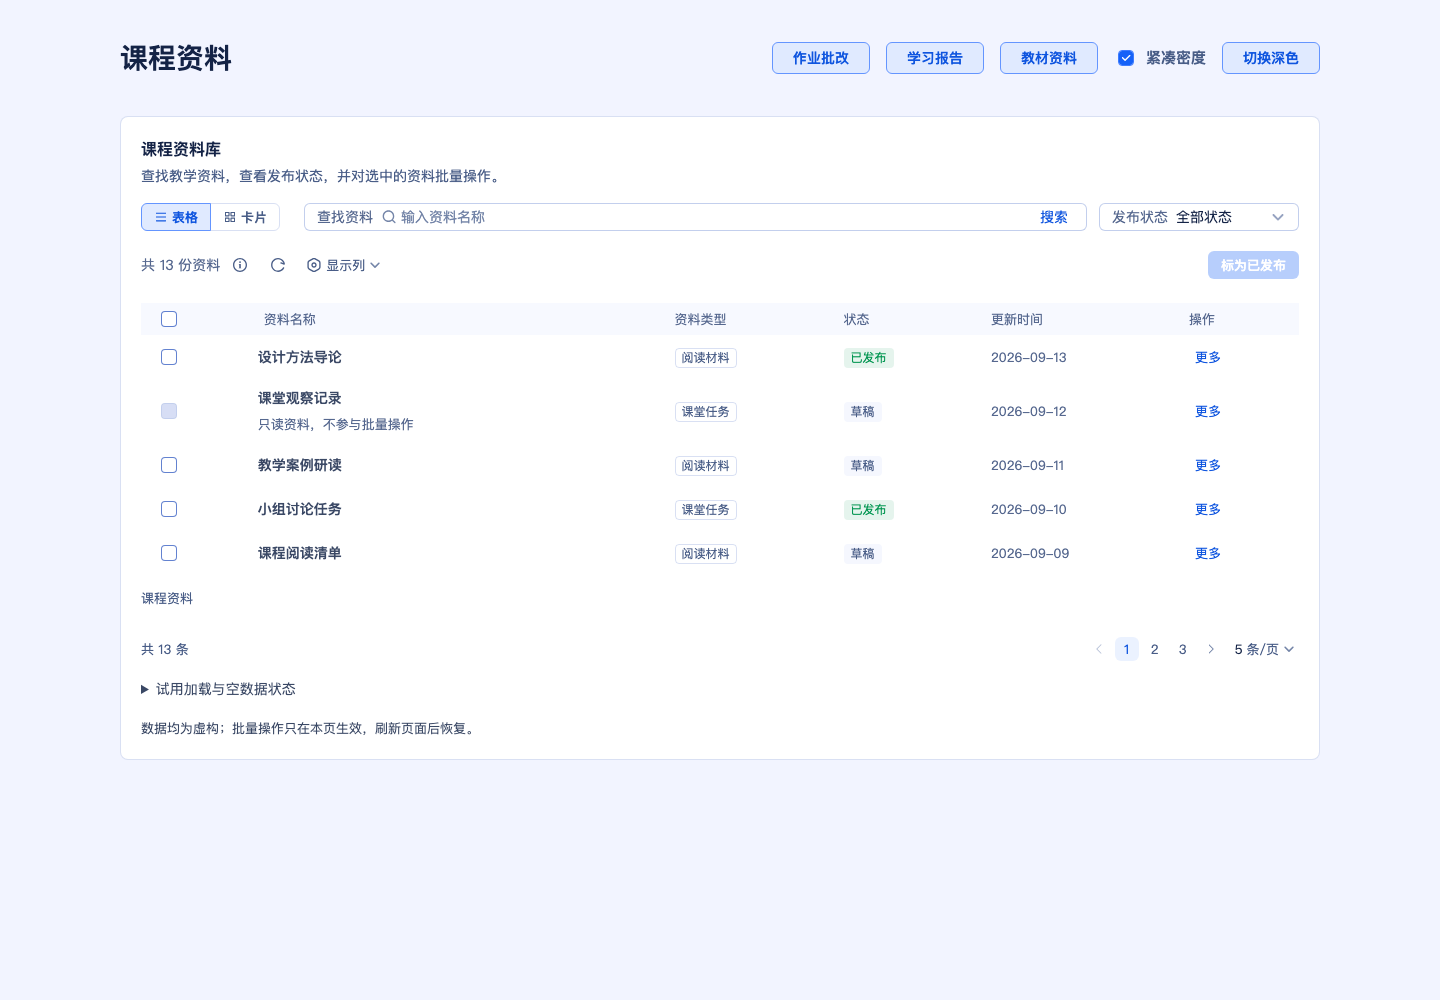 课程资料
作业批改 学习报告 教材资料 紧凑密度 切换深色
课程资料库
查找教学资料，查看发布状态，并对选中的资料批量操作。
表格 卡片 查找资料 输入资料名称 搜索 发布状态 全部状态
共 13 份资料 显示列 标为已发布
资料名称 资料类型 状态 更新时间 操作
设计方法导论 阅读材料 已发布 2026-09-13 更多
课堂观察记录
只读资料，不参与批量操作 课堂任务 草稿 2026-09-12 更多
教学案例研读 阅读材料 草稿 2026-09-11 更多
小组讨论任务 课堂任务 已发布 2026-09-10 更多
课程阅读清单 阅读材料 草稿 2026-09-09 更多
课程资料
共 13 条 1 2 3 5 条/页
试用加载与空数据状态
数据均为虚构；批量操作只在本页生效，刷新页面后恢复。